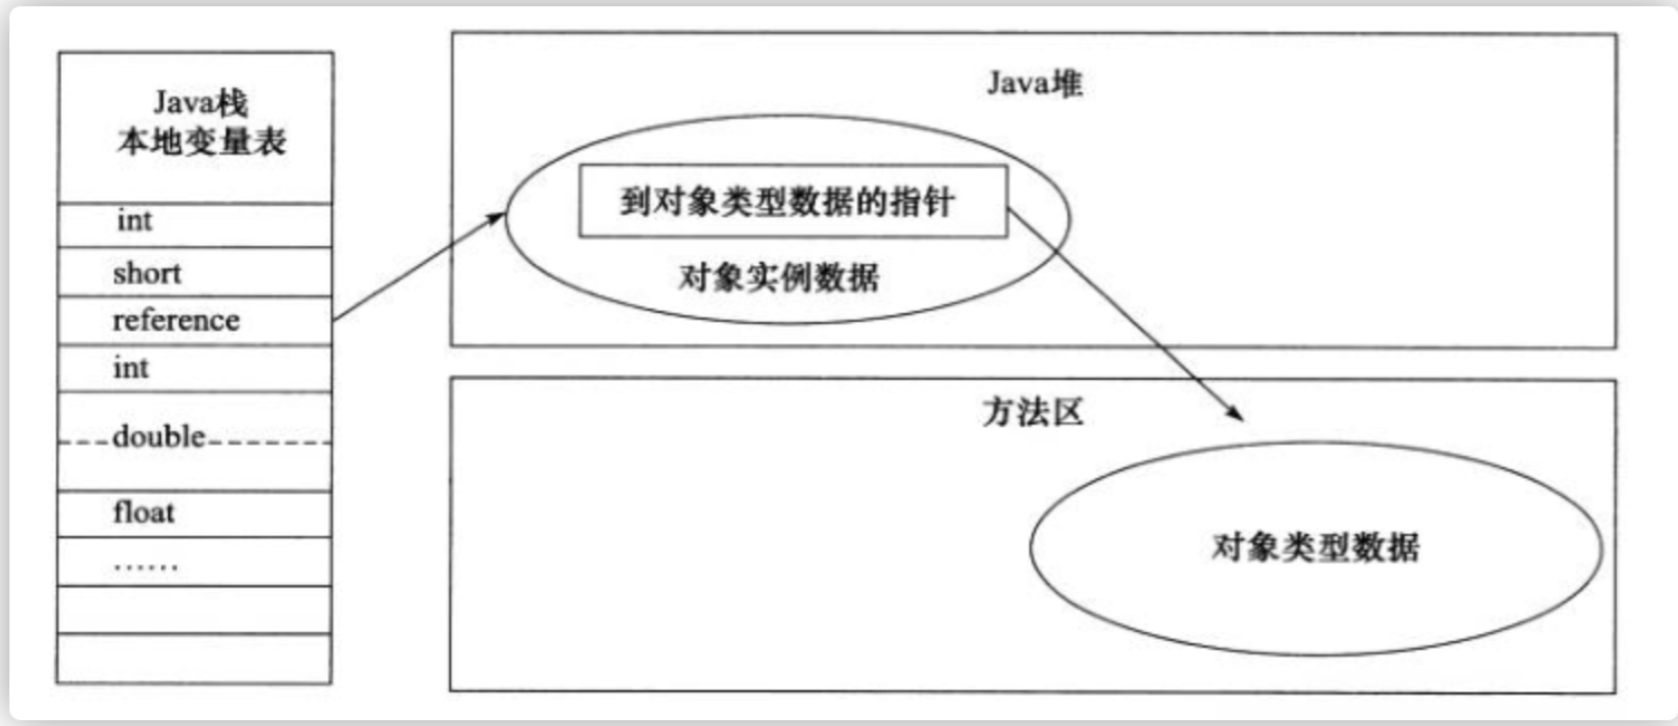 Java栈
本地变量表
int
short
reference
int
double
float
……
Java堆
到对象类型数据的指针
对象实例数据
方法区
对象类型数据